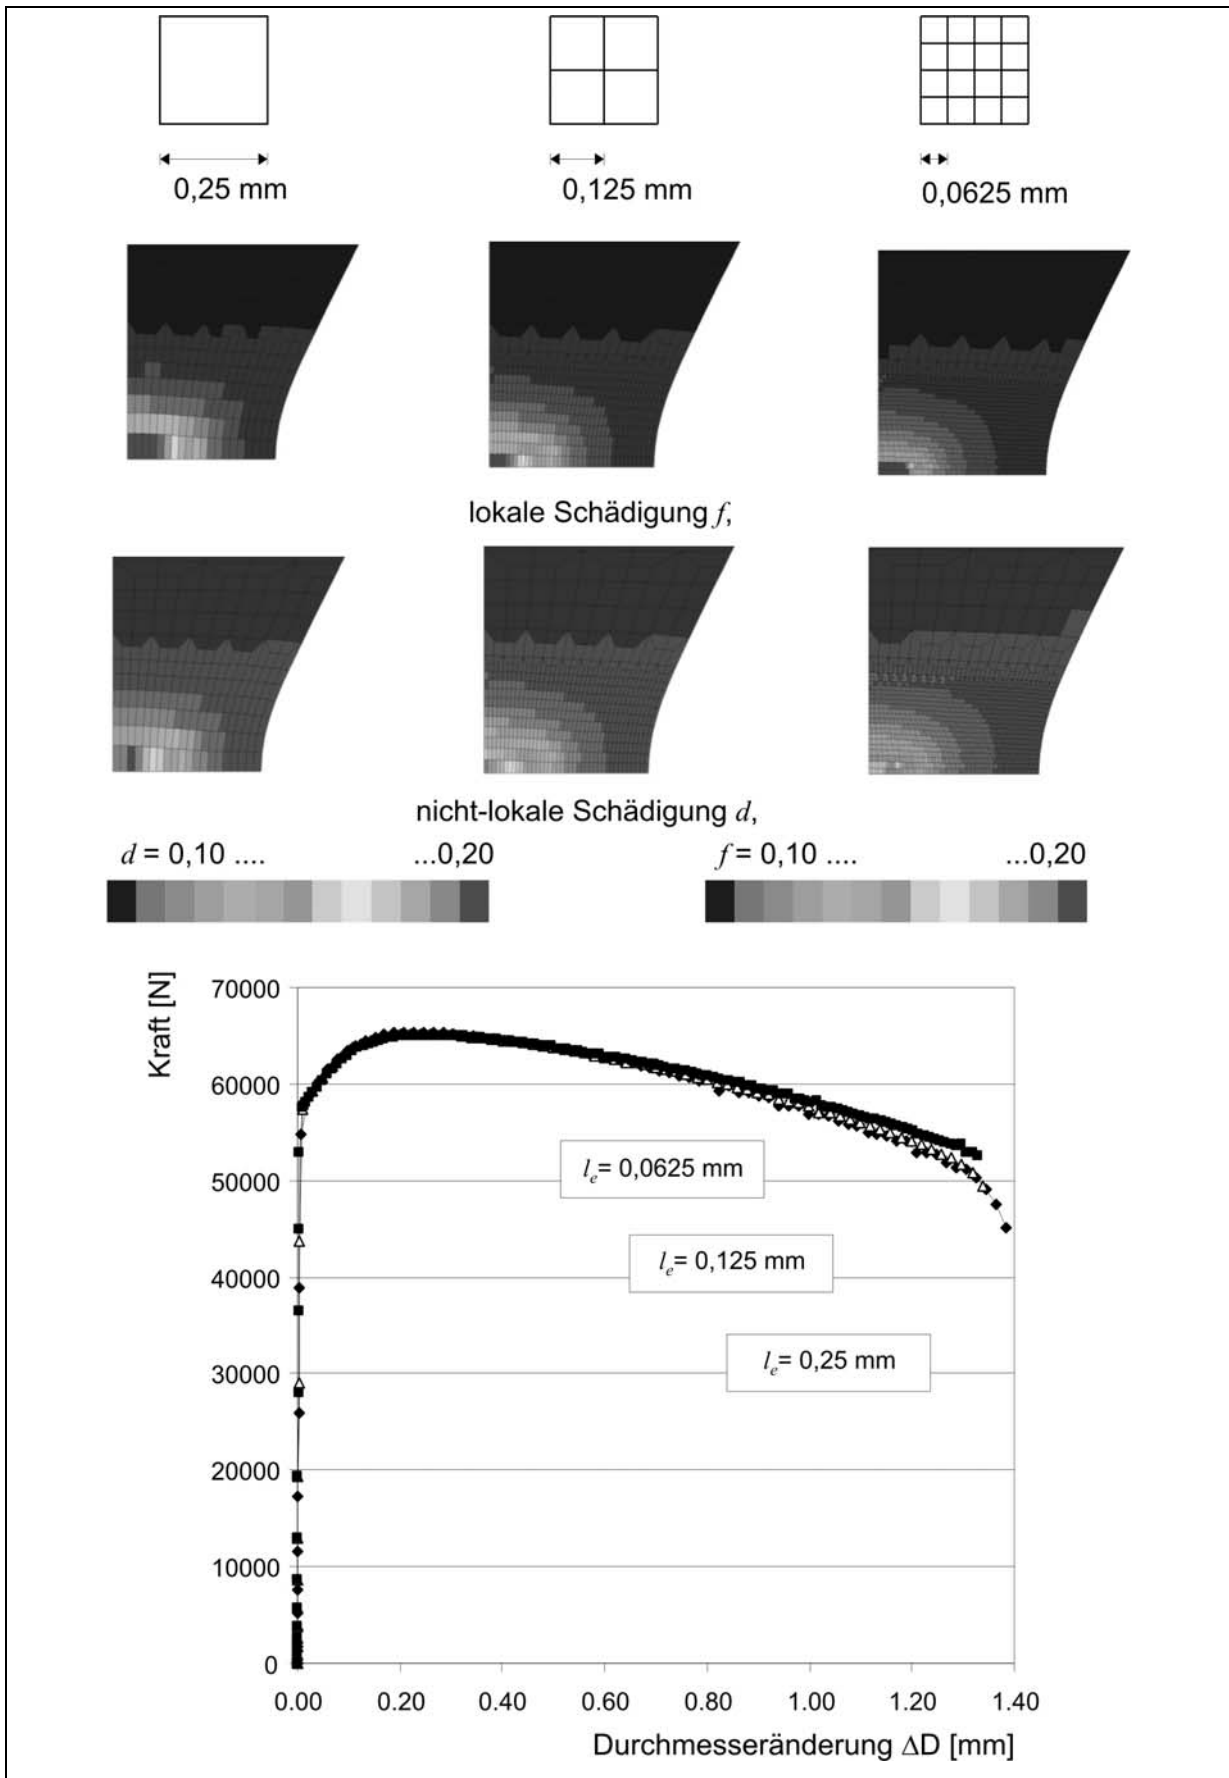 0,25 mm
0,125 mm
0,0625 mm
lokale Schädigung f,
nicht-lokale Schädigung d,
d = 0,10 .... ...0,20
f = 0,10 .... ...0,20
Kraft [N]
70000
60000
50000
40000
30000
20000
10000
0
lₑ= 0,0625 mm
lₑ= 0,125 mm
lₑ= 0,25 mm
0.00 0.20 0.40 0.60 0.80 1.00 1.20 1.40
Durchmesseränderung ΔD [mm]